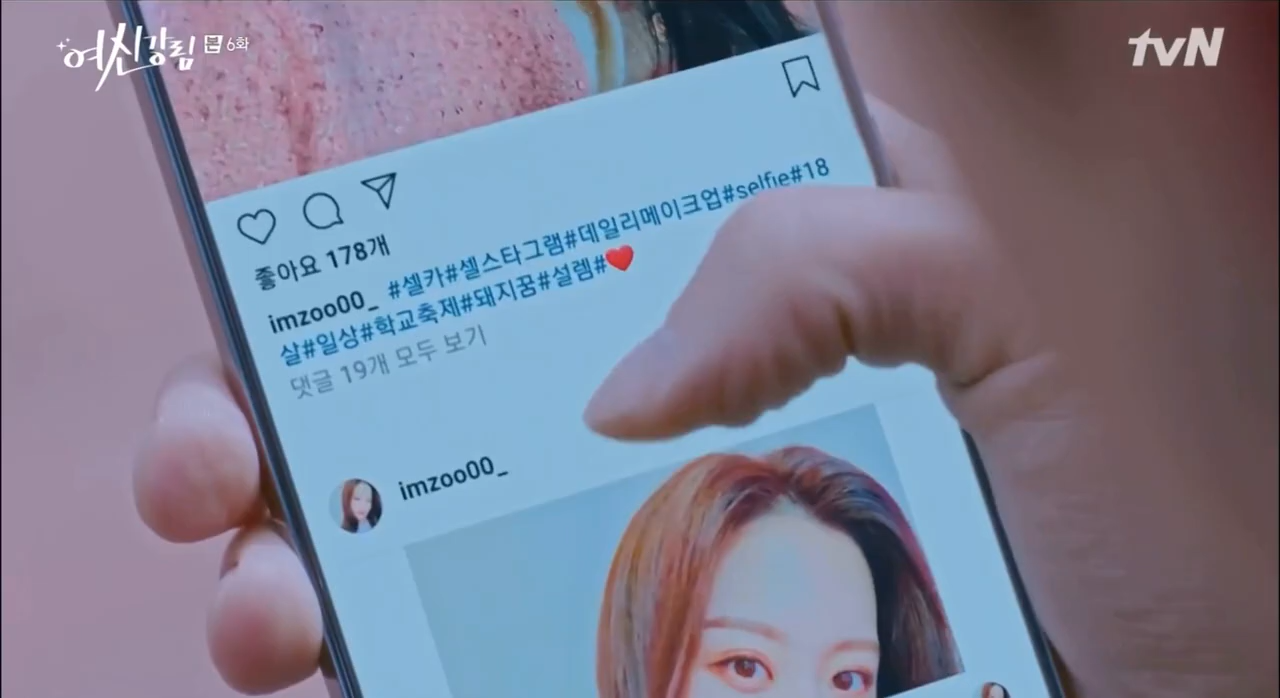 여신강림 본 6화
tvN
좋아요 178개
imzoo00_ #셀카#셀스타그램#데일리메이크업#selfie#18
살#일상#학교축제#돼지꿈#설렘#❤️
댓글 19개 모두 보기
imzoo00_